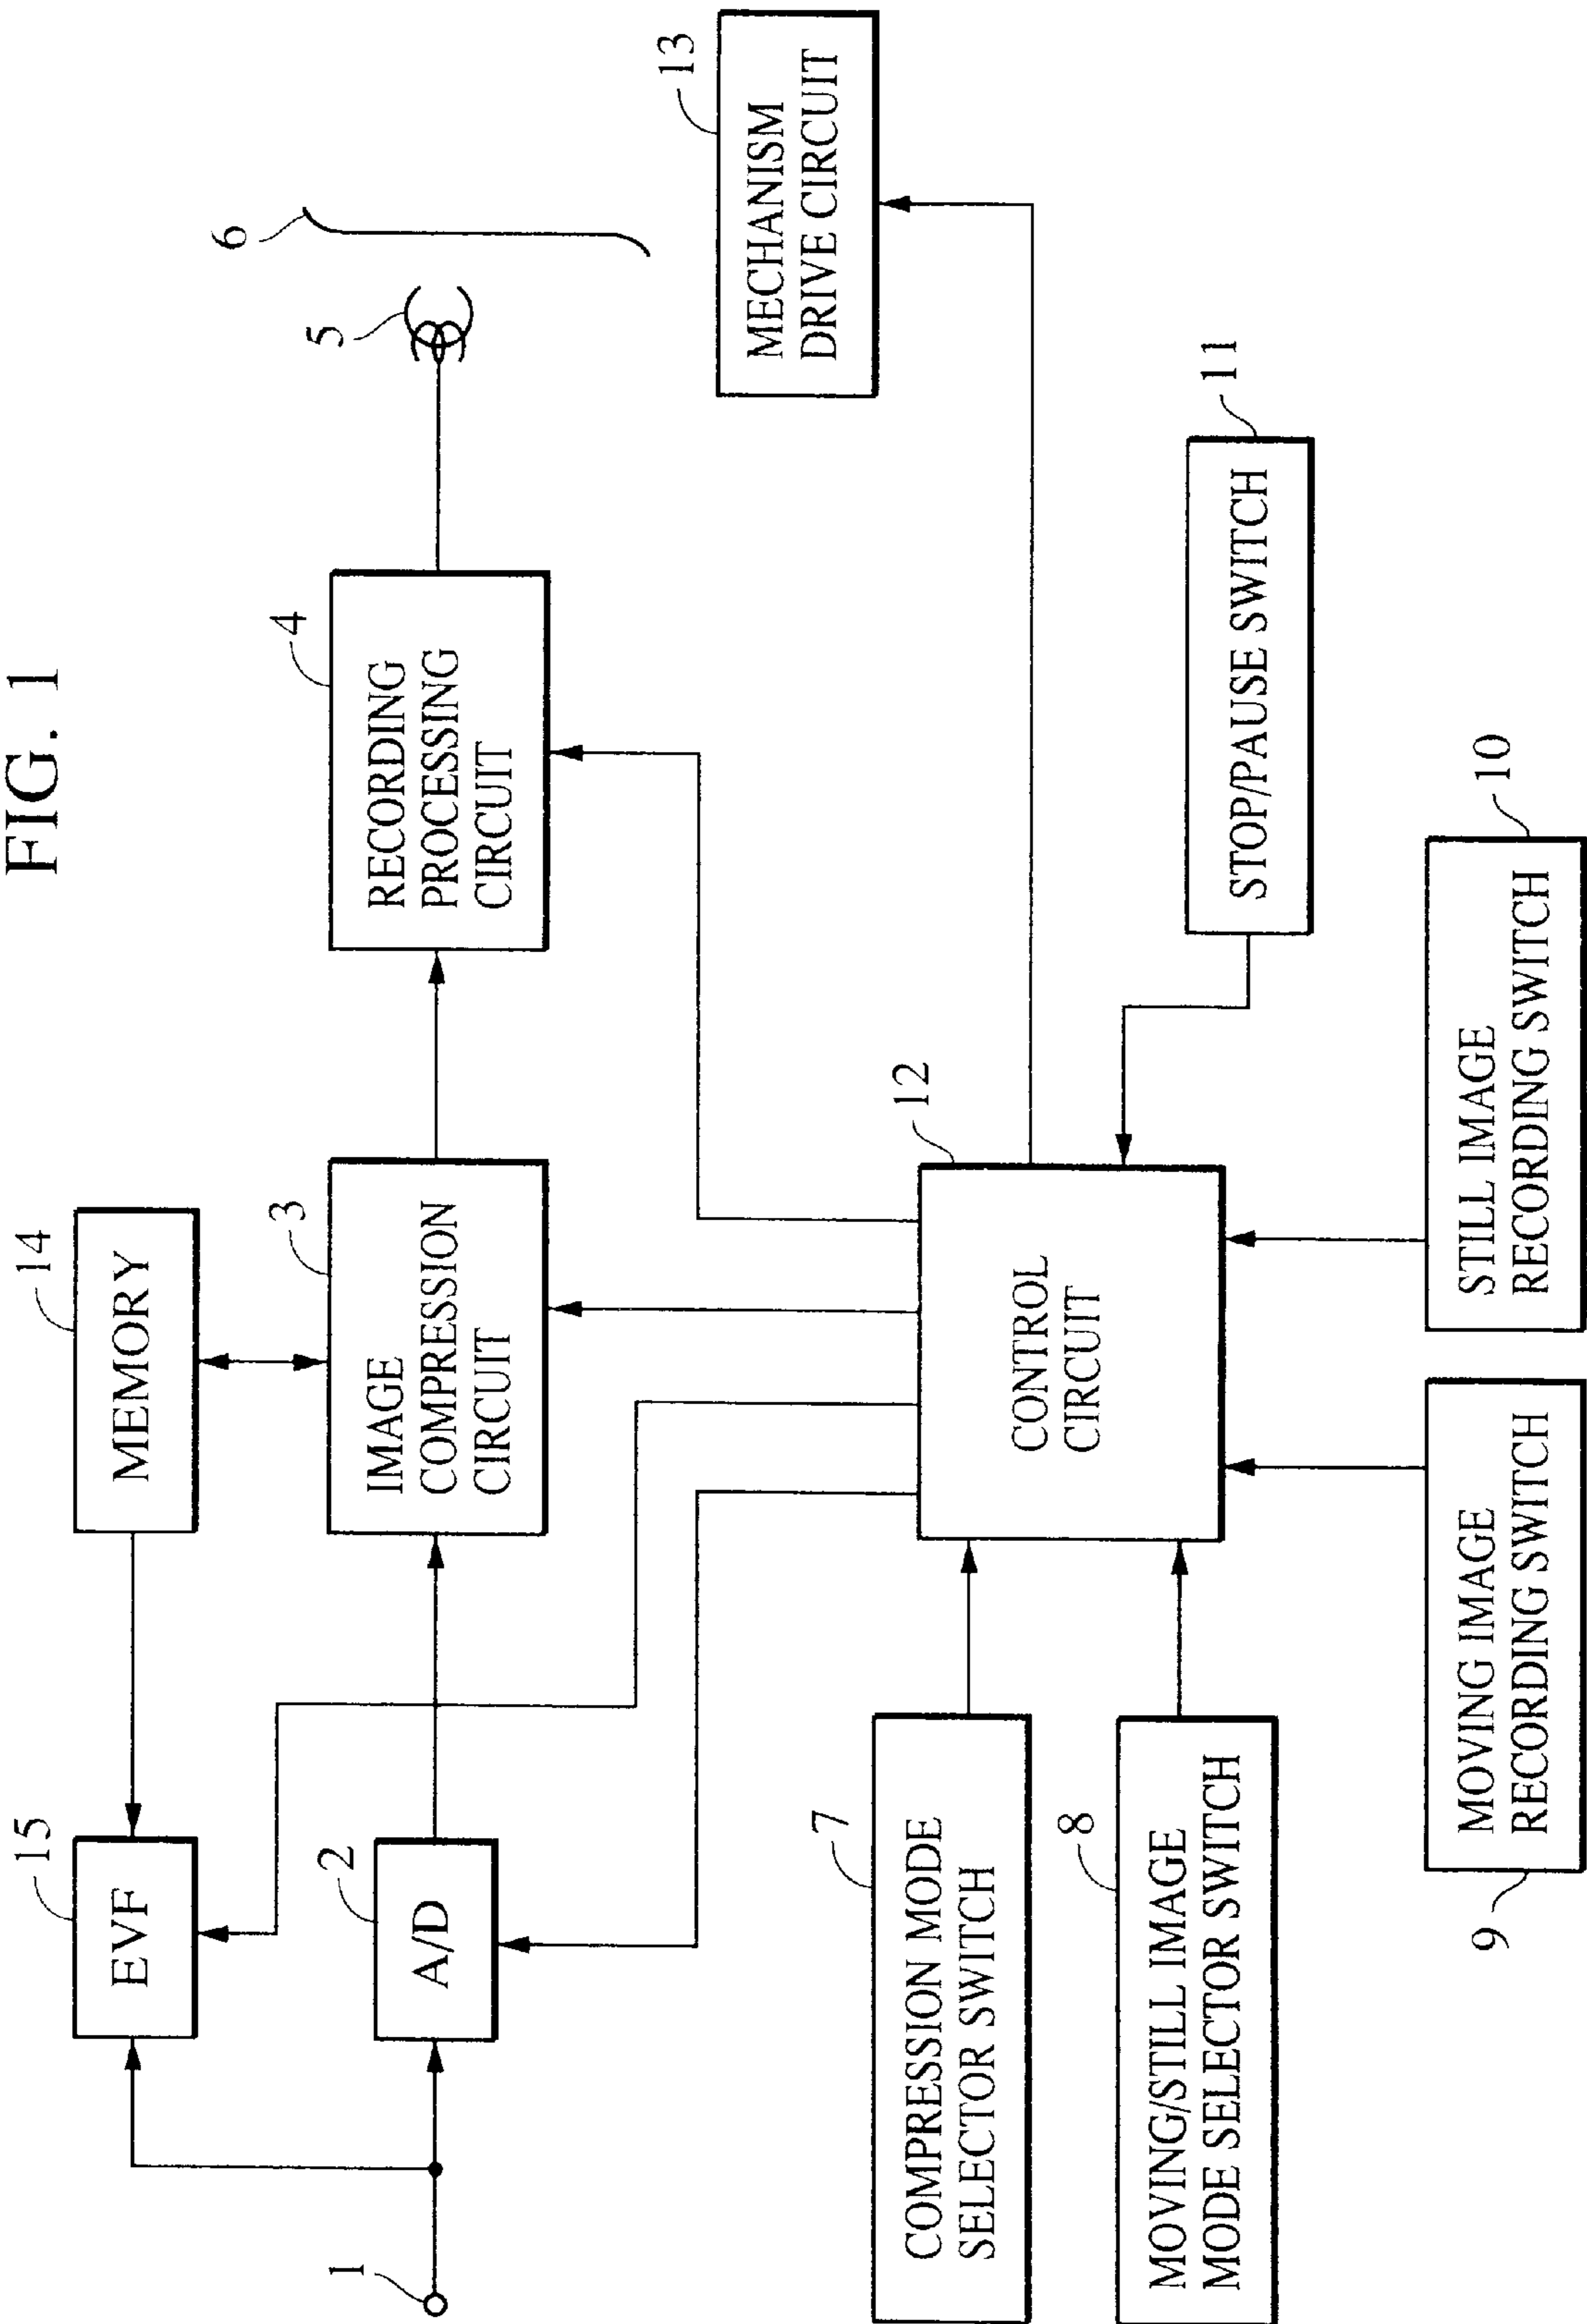 FIG. 1
15
EVF
14
MEMORY
1
2
A/D
3
IMAGE
COMPRESSION
CIRCUIT
4
RECORDING
PROCESSING
CIRCUIT
5
6
13
MECHANISM
DRIVE CIRCUIT
7
COMPRESSION MODE
SELECTOR SWITCH
8
MOVING/STILL IMAGE
MODE SELECTOR SWITCH
12
CONTROL
CIRCUIT
11
STOP/PAUSE SWITCH
9
MOVING IMAGE
RECORDING SWITCH
10
STILL IMAGE
RECORDING SWITCH